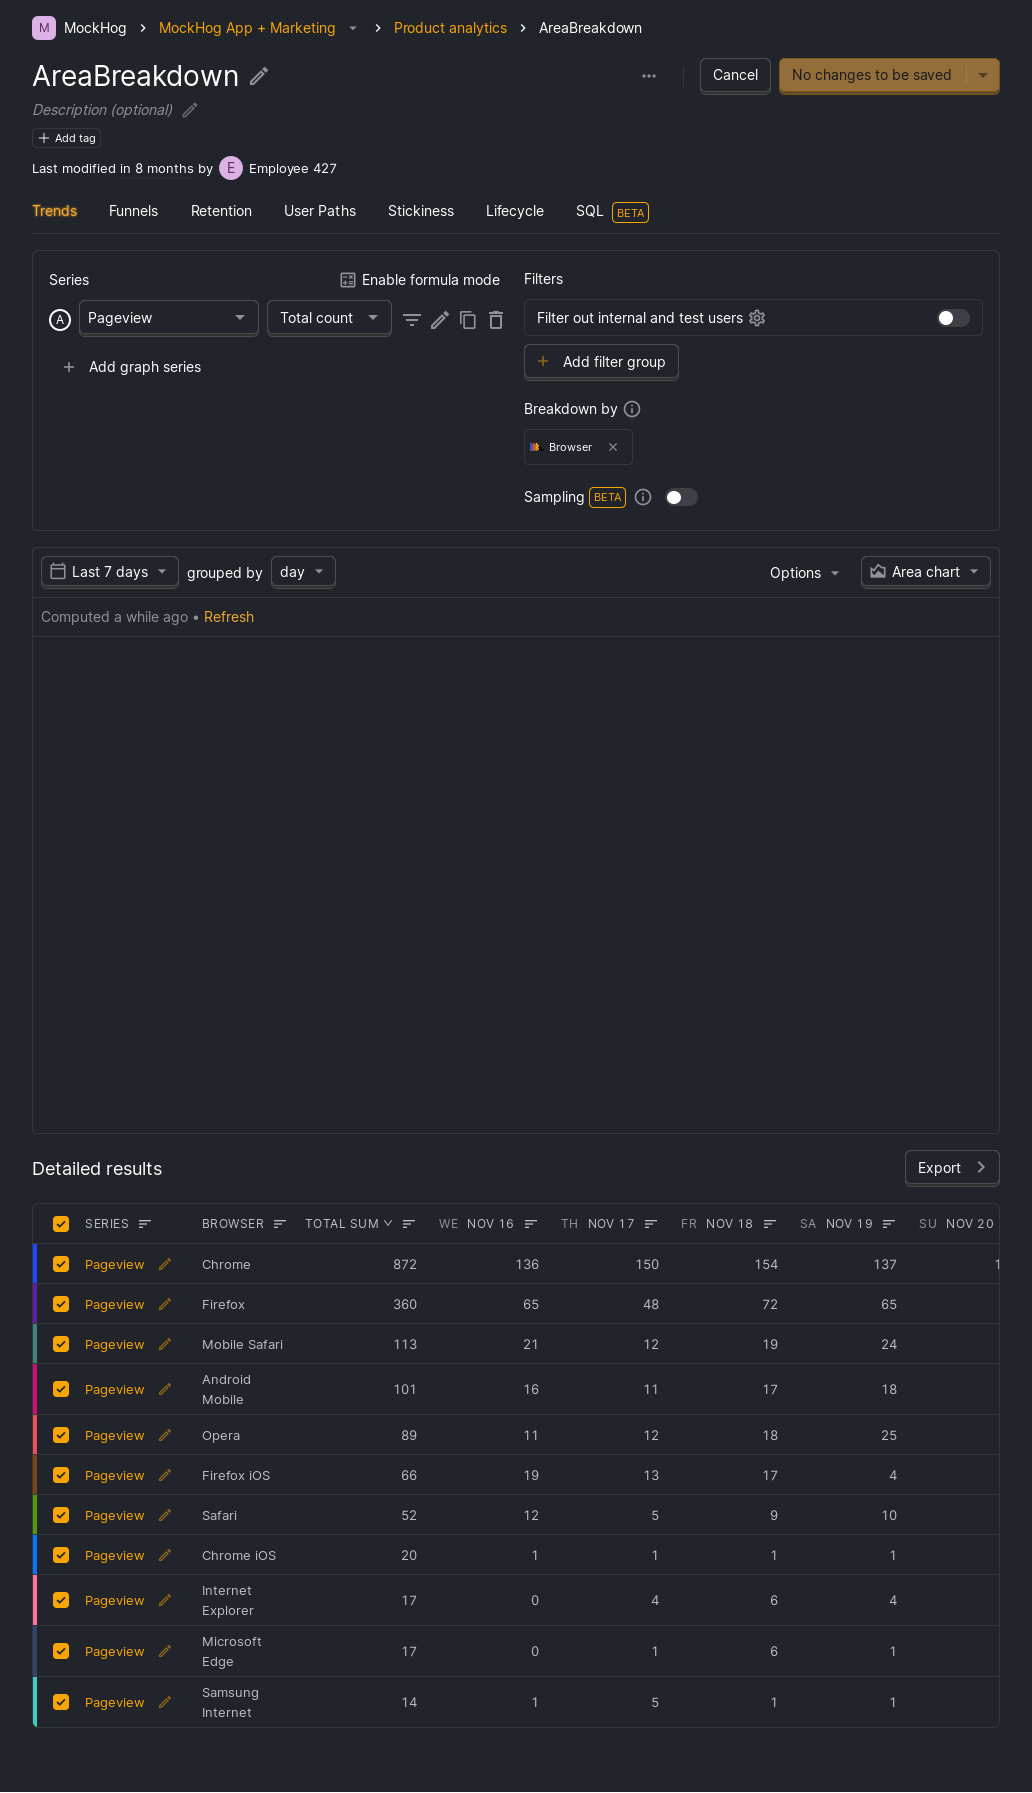 M MockHog MockHog App + Marketing Product analytics AreaBreakdown
AreaBreakdown Cancel No changes to be saved
Description (optional)
Add tag
Last modified in 8 months by E Employee 427
Trends Funnels Retention User Paths Stickiness Lifecycle SQL BETA
Series Enable formula mode
A Pageview Total count
Add graph series
Filters
Filter out internal and test users
Add filter group
Breakdown by
Browser
Sampling BETA
Last 7 days grouped by day Options Area chart
Computed a while ago • Refresh
Detailed results Export
SERIES BROWSER TOTAL SUM WE NOV 16 TH NOV 17 FR NOV 18 SA NOV 19 SU NOV 20
Pageview Chrome 872 136 150 154 137
Pageview Firefox 360 65 48 72 65
Pageview Mobile Safari 113 21 12 19 24
Pageview Android Mobile 101 16 11 17 18
Pageview Opera 89 11 12 18 25
Pageview Firefox iOS 66 19 13 17 4
Pageview Safari 52 12 5 9 10
Pageview Chrome iOS 20 1 1 1 1
Pageview Internet Explorer 17 0 4 6 4
Pageview Microsoft Edge 17 0 1 6 1
Pageview Samsung Internet 14 1 5 1 1